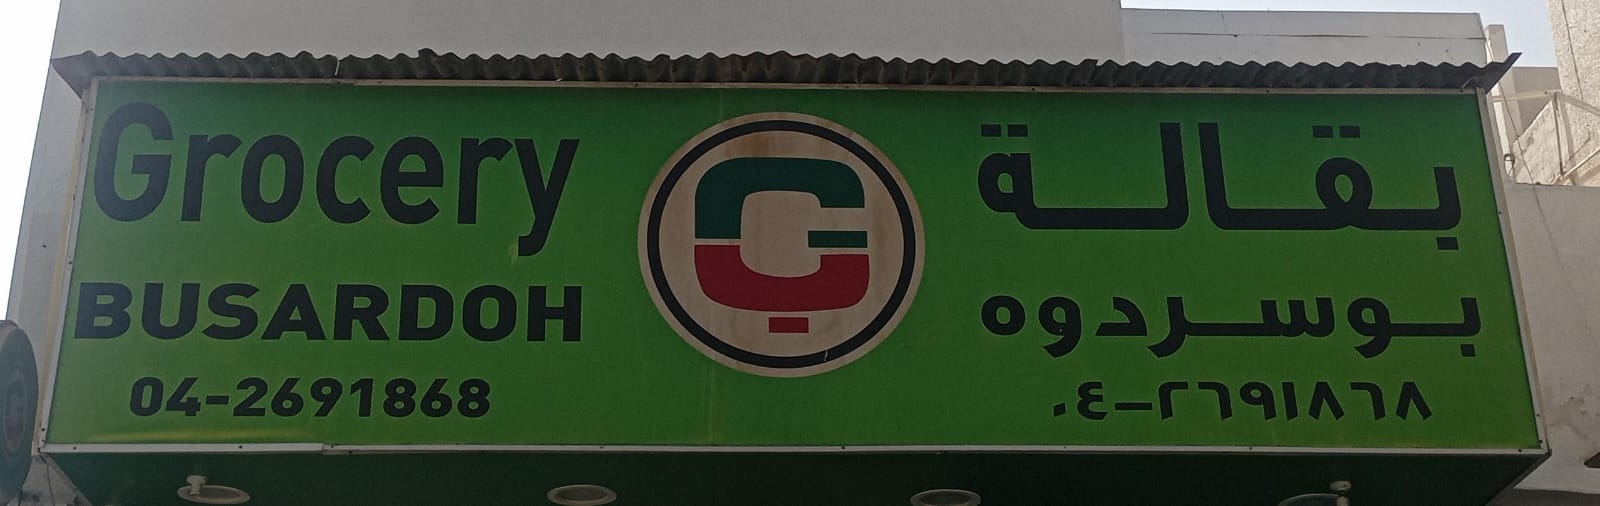 Grocery
BUSARDOH
04-2691868
بقالة
بوسردوه
٠٤-٢٦٩١٨٦٨